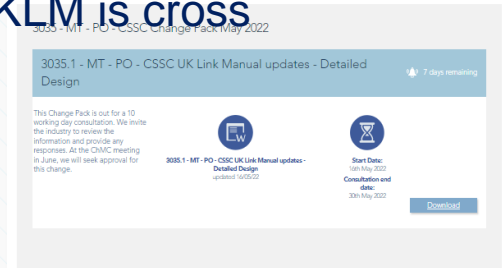 KLM is cross
3035 - MT - PO - CSSC Change Pack May 2022
3035.1 - MT - PO - CSSC UK Link Manual updates - Detailed
Design
7 days remaining
This Change Pack is out for a 10
working day consultation. We invite
the industry to review the
information and provide any
responses. At the ChMC meeting
in June, we will seek approval for
this change.
W
3035.1 - MT - PO - CSSC UK Link Manual updates -
Detailed Design
updated: 16/05/22
Start Date:
16th May 2022
Consultation end
date:
30th May 2022
Download